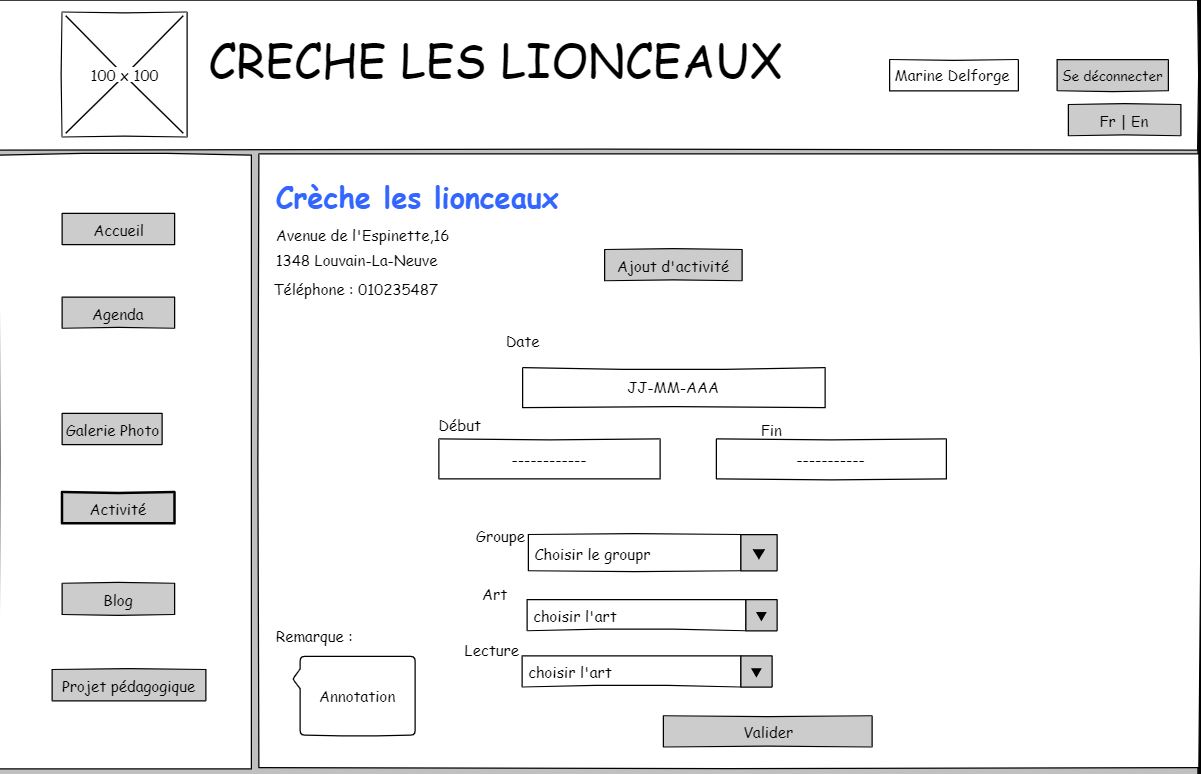 100 x 100
CRECHE LES LIONCEAUX
Marine Delforge
Se déconnecter
Fr | En
Accueil
Agenda
Galerie Photo
Activité
Blog
Projet pédagogique
Crèche les lionceaux
Avenue de l'Espinette,16
1348 Louvain-La-Neuve
Téléphone : 010235487
Ajout d'activité
Date
JJ-MM-AAA
Début
Fin
------------
-----------
Groupe
Choisir le groupr
Art
choisir l'art
Lecture
choisir l'art
Remarque :
Annotation
Valider